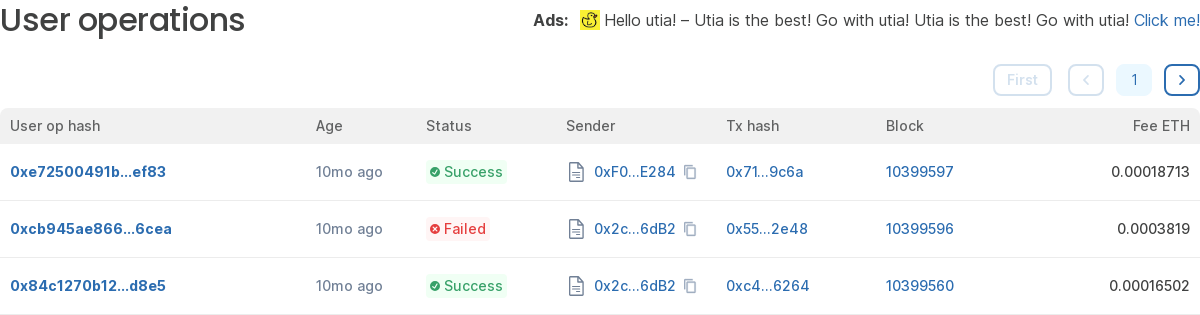 User operations
Ads: Hello utia! – Utia is the best! Go with utia! Utia is the best! Go with utia! Click me!
First 1
User op hash Age Status Sender Tx hash Block Fee ETH
0xe72500491b...ef83 10mo ago Success 0xF0...E284 0x71...9c6a 10399597 0.00018713
0xcb945ae866...6cea 10mo ago Failed 0x2c...6dB2 0x55...2e48 10399596 0.0003819
0x84c1270b12...d8e5 10mo ago Success 0x2c...6dB2 0xc4...6264 10399560 0.00016502